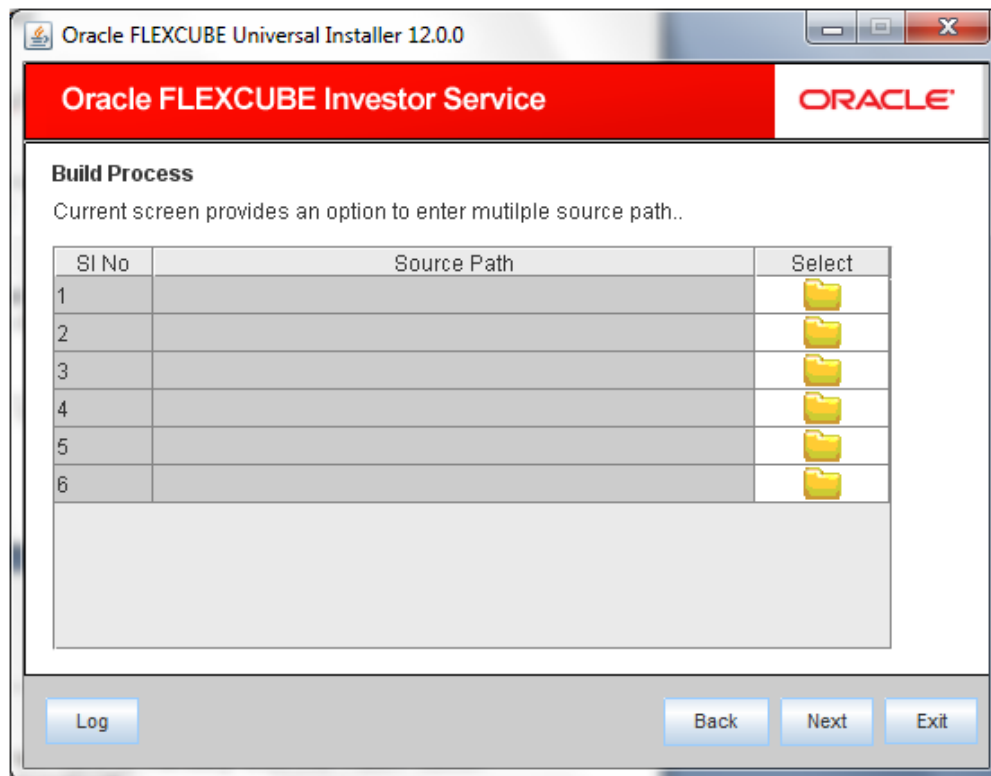 Oracle FLEXCUBE Universal Installer 12.0.0
Oracle FLEXCUBE Investor Service ORACLE
Build Process
Current screen provides an option to enter mutilple source path..
SI No Source Path Select
1
2
3
4
5
6
Log Back Next Exit